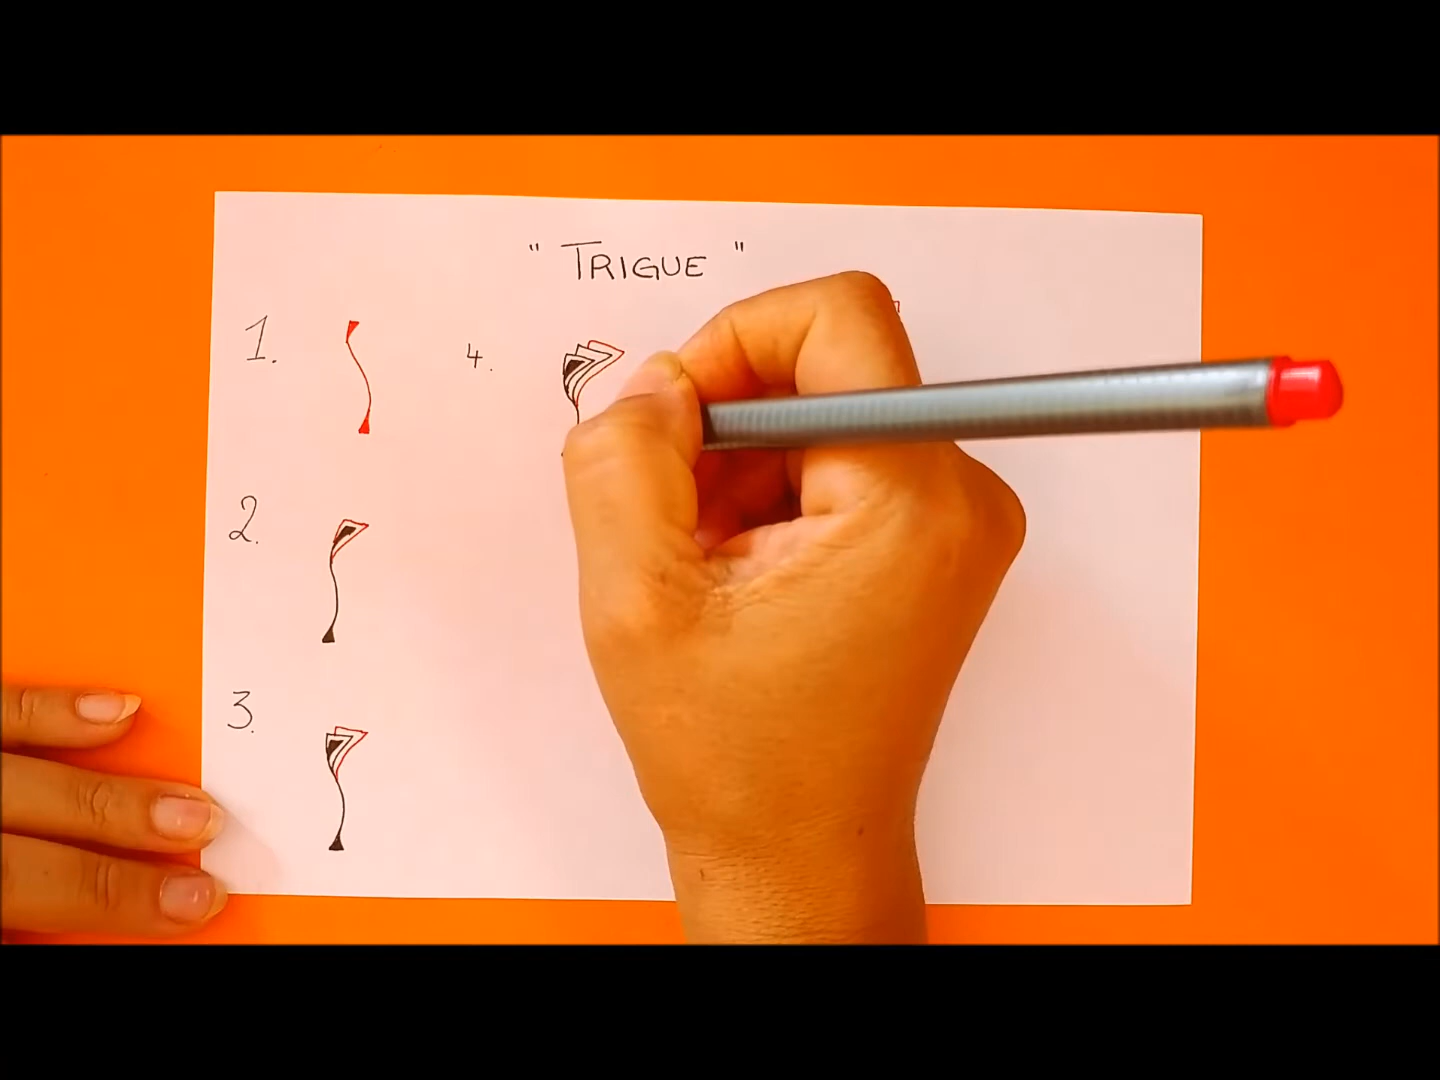 " TRIGUE "
1.
2.
3.
4.